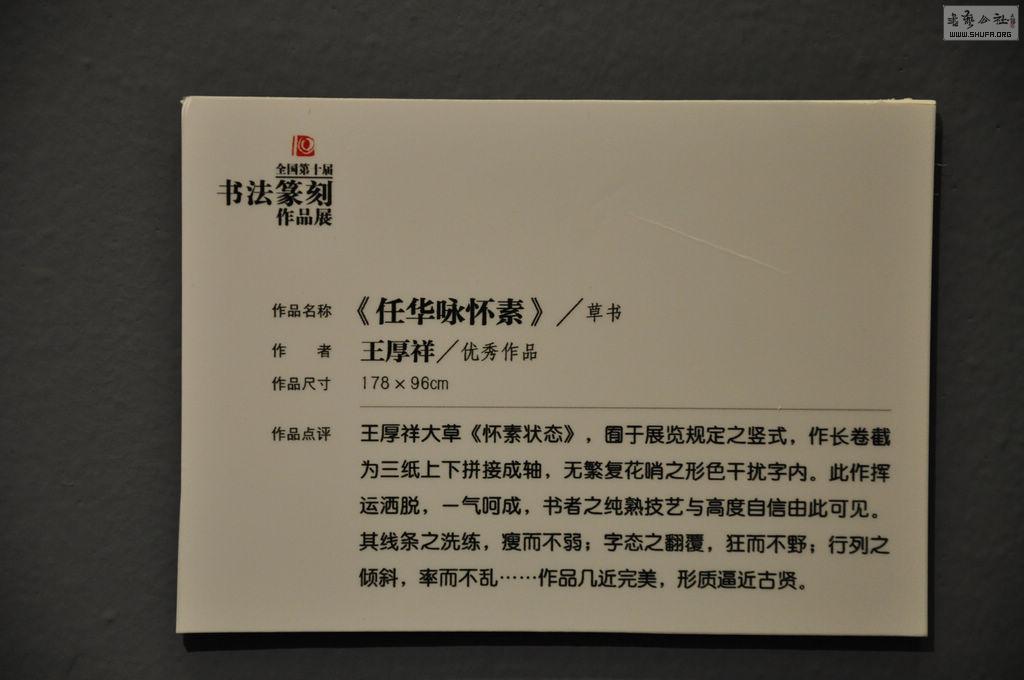 书艺公社
WWW.SHUFA.ORG
全国第十届
书法篆刻
作品展
作品名称 《任华咏怀素》／草书
作 者 王厚祥／优秀作品
作品尺寸 178×96cm
作品点评 王厚祥大草《怀素状态》，囿于展览规定之竖式，作长卷截
为三纸上下拼接成轴，无繁复花哨之形色干扰字内。此作挥
运洒脱，一气呵成，书者之纯熟技艺与高度自信由此可见。
其线条之洗练，瘦而不弱；字态之翻覆，狂而不野；行列之
倾斜，率而不乱……作品几近完美，形质逼近古贤。